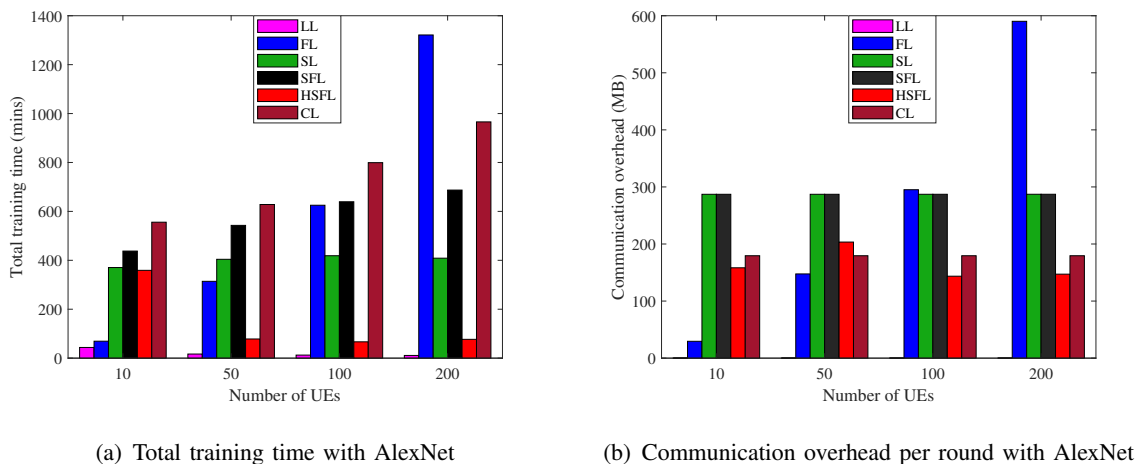 1400
1200
1000
800
600
400
200
0
Total training time (mins)
LL
FL
SL
SFL
HSFL
CL
10 50 100 200
Number of UEs
(a) Total training time with AlexNet
600
500
400
300
200
100
0
Communication overhead (MB)
LL
FL
SL
SFL
HSFL
CL
10 50 100 200
Number of UEs
(b) Communication overhead per round with AlexNet